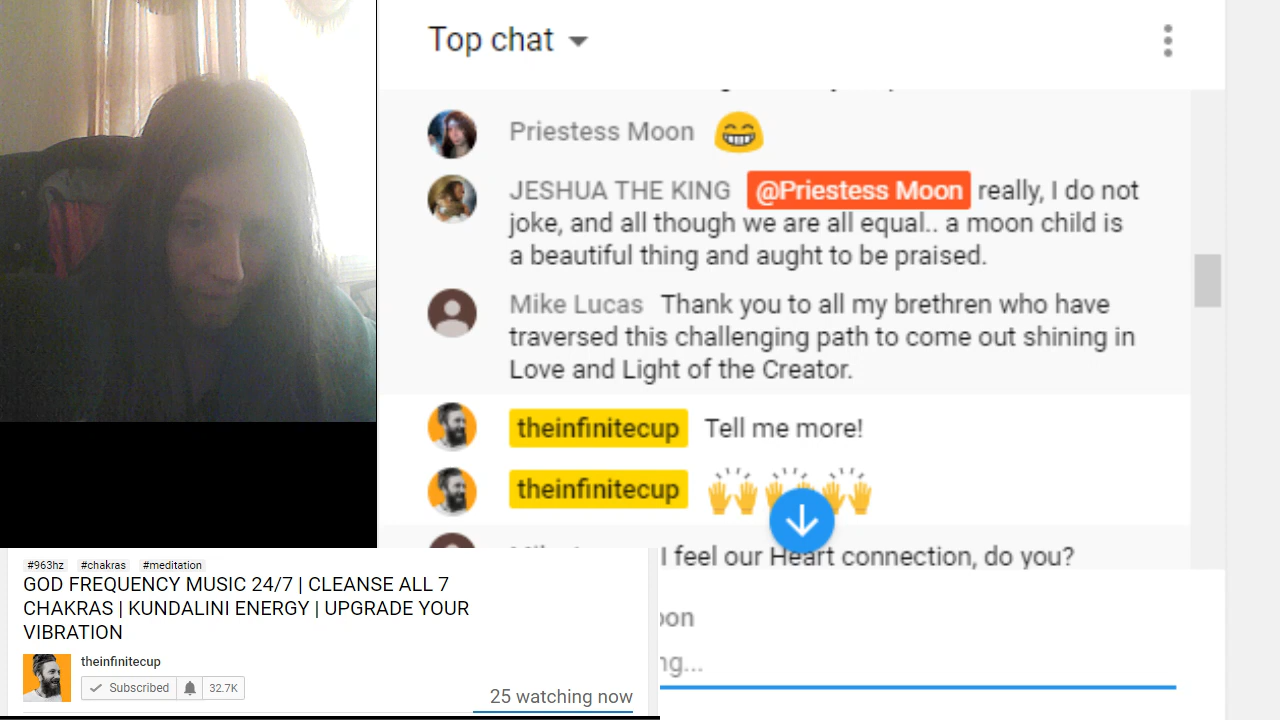 Top chat
Priestess Moon
JESHUA THE KING @Priestess Moon really, I do not
joke, and all though we are all equal.. a moon child is
a beautiful thing and aught to be praised.
Mike Lucas Thank you to all my brethren who have
traversed this challenging path to come out shining in
Love and Light of the Creator.
theinfinitecup Tell me more!
theinfinitecup
I feel our Heart connection, do you?
oon
ng...
#963hz #chakras #meditation
GOD FREQUENCY MUSIC 24/7 | CLEANSE ALL 7
CHAKRAS | KUNDALINI ENERGY | UPGRADE YOUR
VIBRATION
theinfinitecup
Subscribed 32.7K
25 watching now